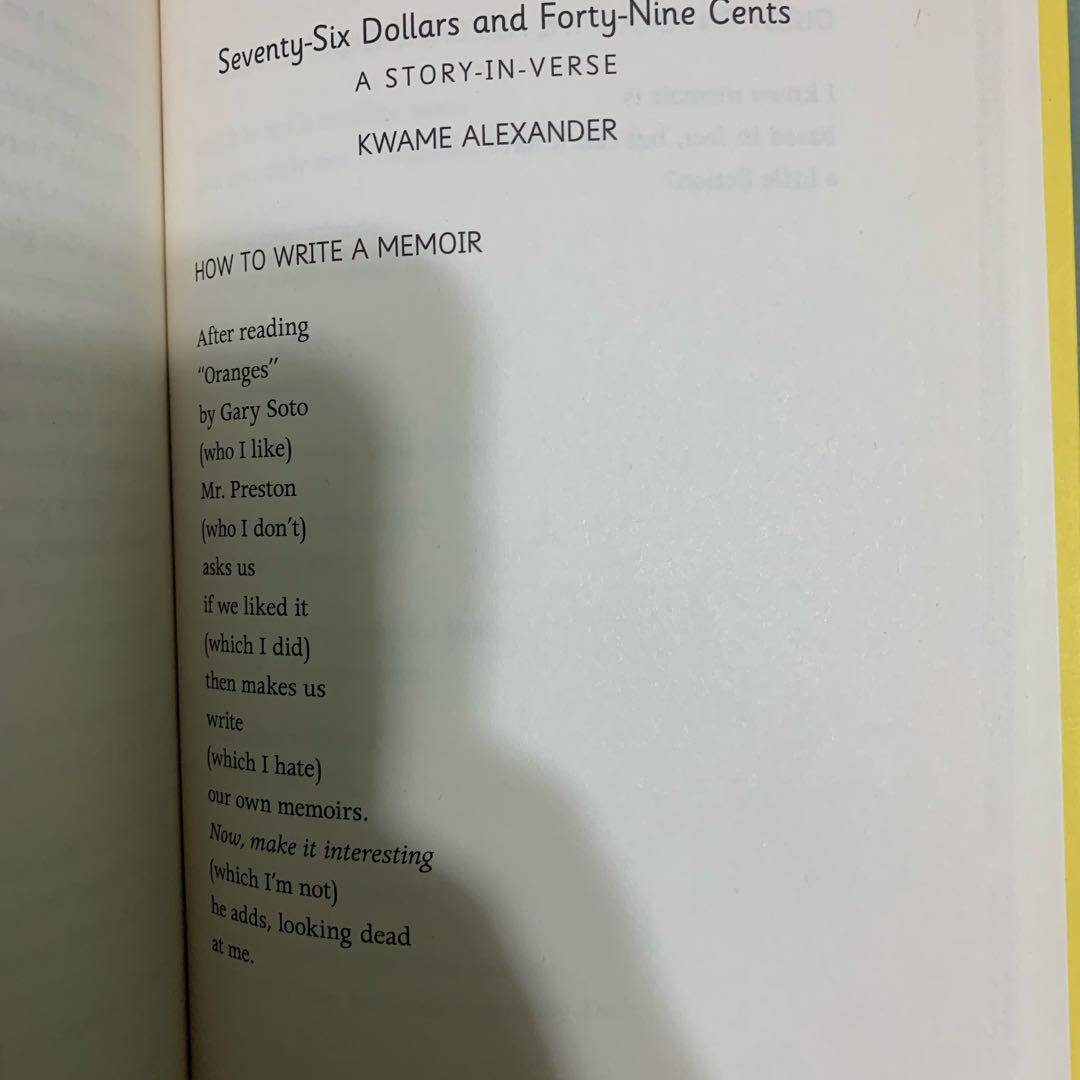 Seventy-Six Dollars and Forty-Nine Cents
A STORY-IN-VERSE
KWAME ALEXANDER
HOW TO WRITE A MEMOIR
After reading
“Oranges”
by Gary Soto
(who I like)
Mr. Preston
(who I don’t)
asks us
if we liked it
(which I did)
then makes us
write
(which I hate)
our own memoirs.
Now, make it interesting
(which I’m not)
he adds, looking dead
at me.